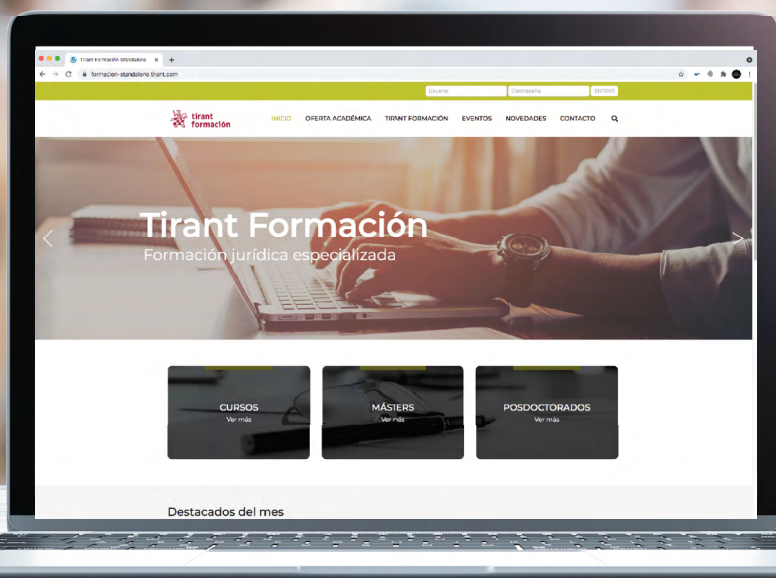 Tirant Formación Standalone
formacion-standalone.tirant.com
Usuario
Contraseña
ENTRAR
tirant
formación
INICIO
OFERTA ACADÉMICA
TIRANT FORMACIÓN
EVENTOS
NOVEDADES
CONTACTO
Tirant Formación
Formación jurídica especializada
CURSOS
Ver más
MÁSTERS
Ver más
POSDOCTORADOS
Ver más
Destacados del mes